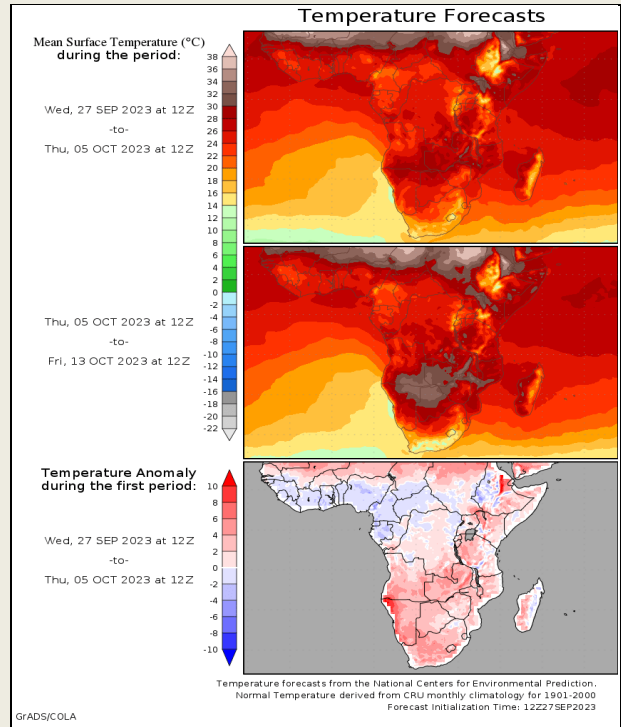 Temperature Forecasts
Mean Surface Temperature (°C)
during the period:
Wed, 27 SEP 2023 at 12Z
-to-
Thu, 05 OCT 2023 at 12Z
38
36
34
32
30
28
26
24
22
20
18
16
14
12
10
8
6
4
2
0
-2
-4
-6
-8
-10
-12
-14
-16
-18
-20
-22
Thu, 05 OCT 2023 at 12Z
-to-
Fri, 13 OCT 2023 at 12Z
Temperature Anomaly
during the first period:
Wed, 27 SEP 2023 at 12Z
-to-
Thu, 05 OCT 2023 at 12Z
10
8
6
4
2
0
-2
-4
-6
-8
-10
Temperature forecasts from the National Centers for Environmental Prediction.
Normal Temperature derived from CRU monthly climatology for 1901-2000
Forecast Initialization Time: 12Z27SEP2023
GrADS/COLA